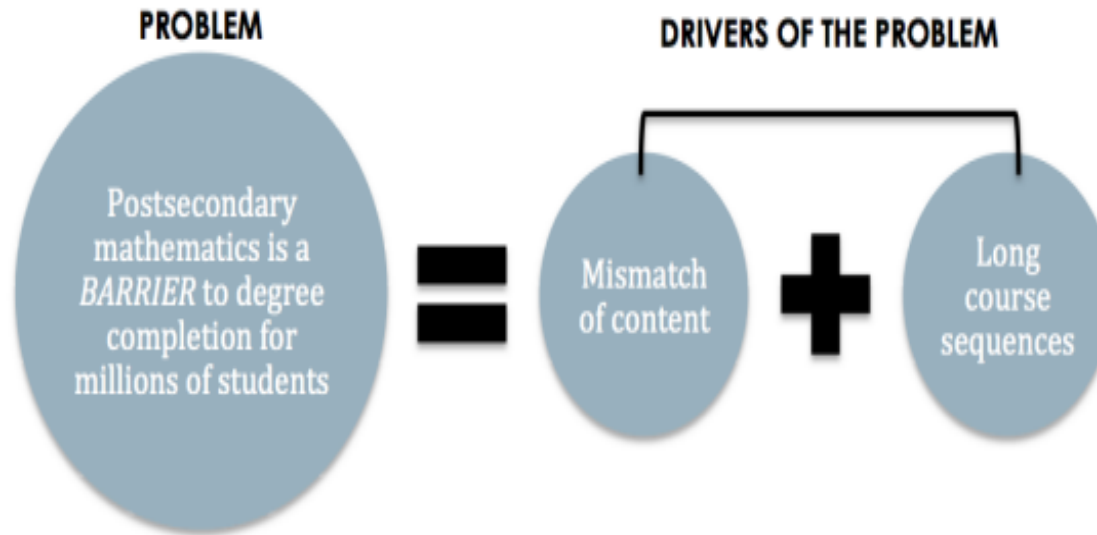 PROBLEM
DRIVERS OF THE PROBLEM
Postsecondary
mathematics is a
BARRIER to degree
completion for
millions of students
Mismatch
of content
Long
course
sequences